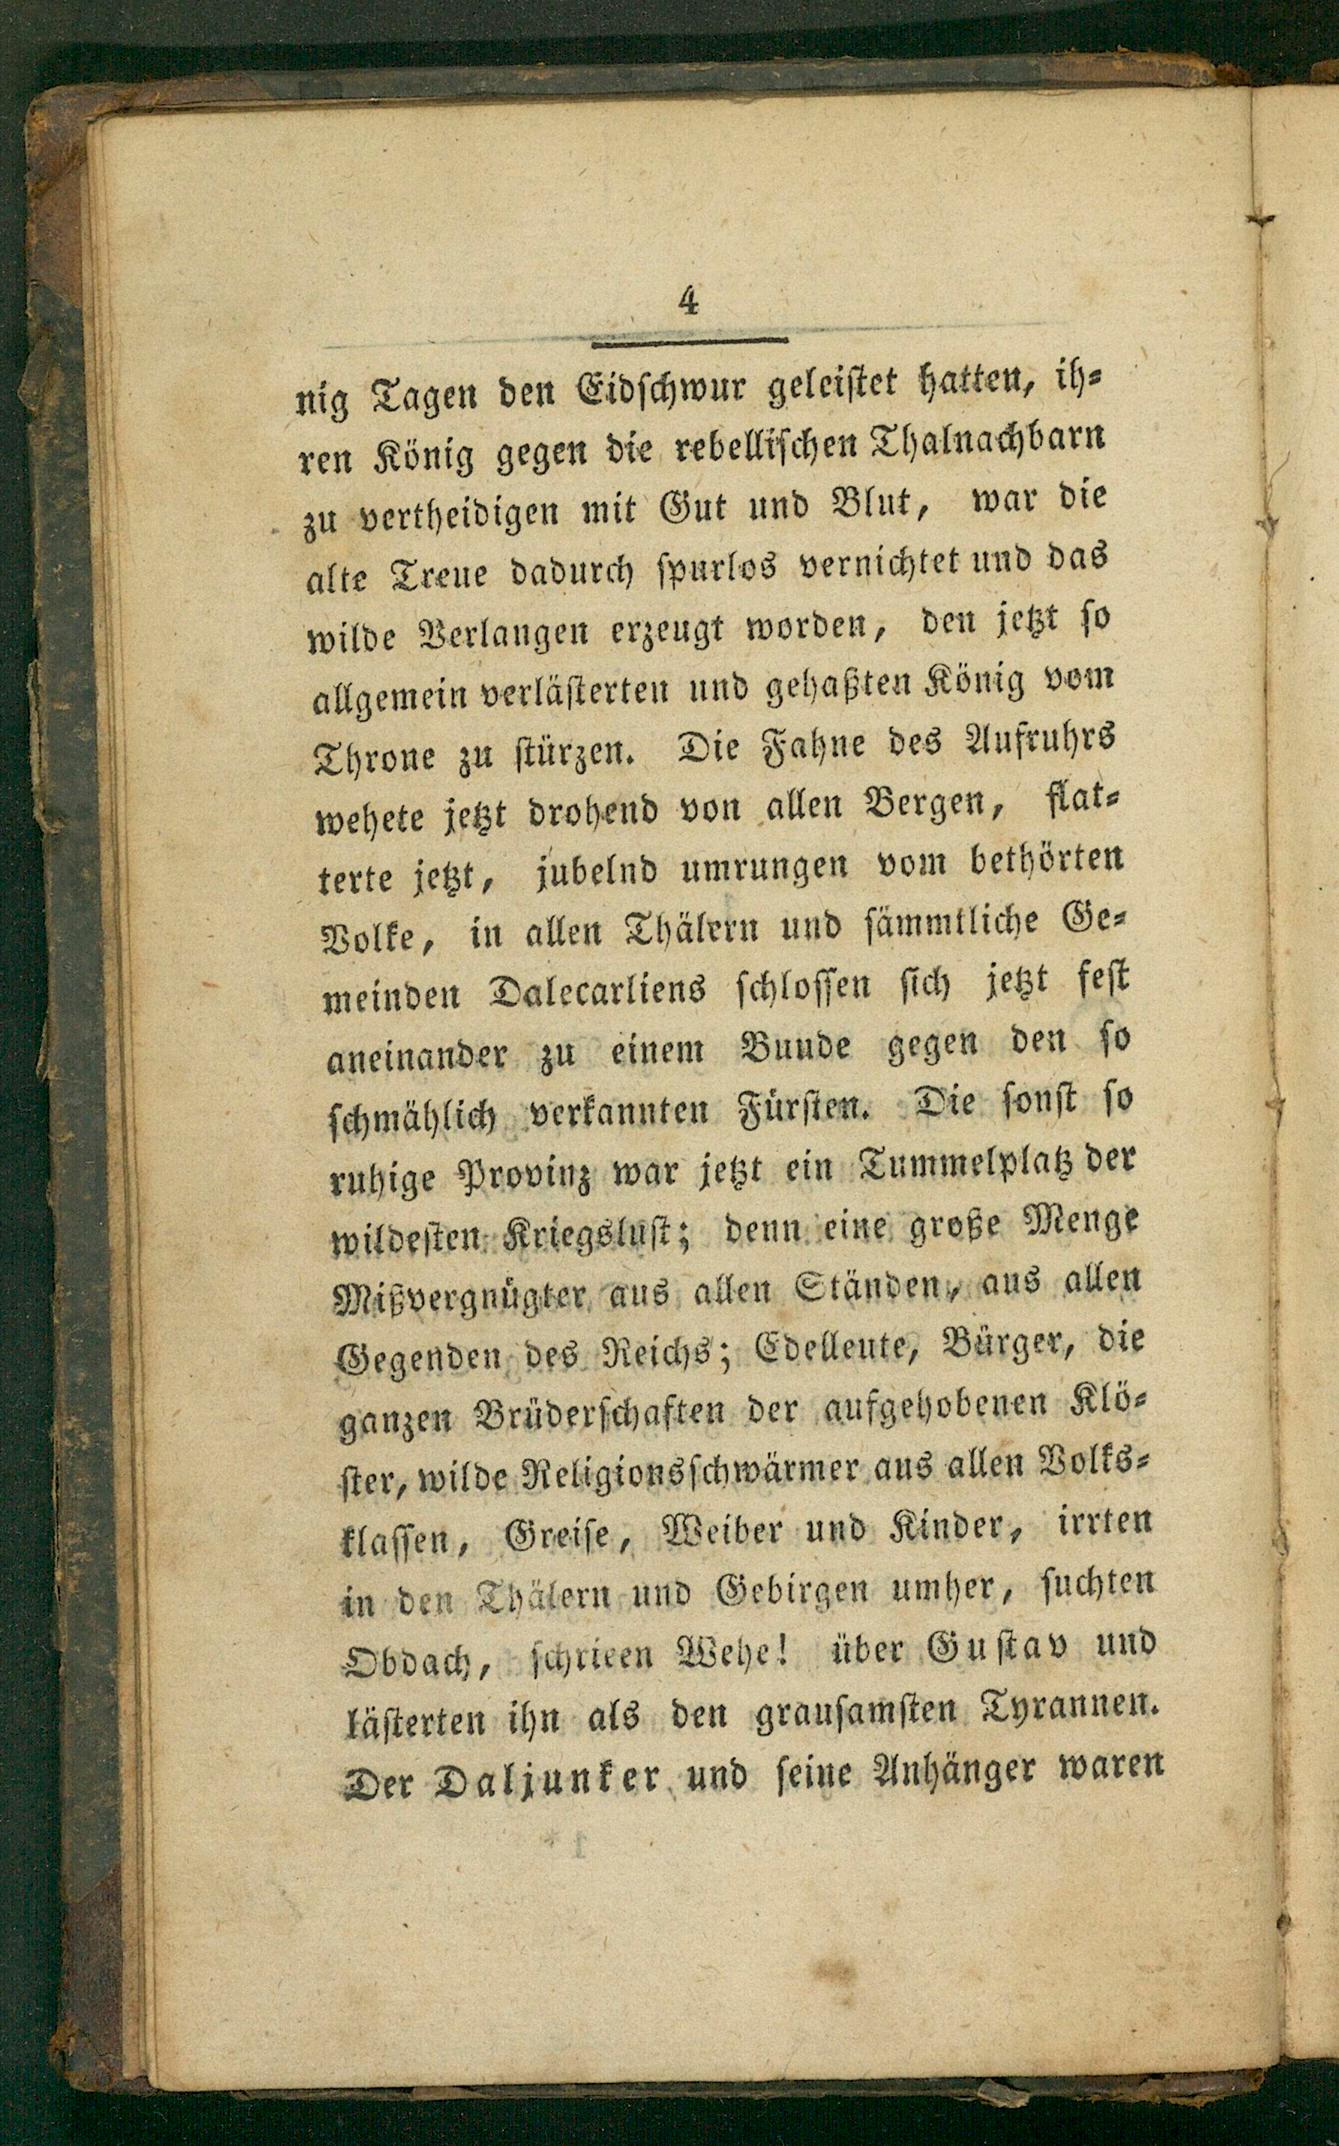 4
nig Tagen den Eidschwur geleistet hatten, ih-
ren König gegen die rebellischen Thalnachbarn
zu vertheidigen mit Gut und Blut, war die
alte Treue dadurch spurlos vernichtet und das
wilde Verlangen erzeugt worden, den jetzt so
allgemein verlästerten und gehaßten König vom
Throne zu stürzen. Die Fahne des Aufruhrs
wehete jetzt drohend von allen Bergen, flat-
terte jetzt, jubelnd umrungen vom bethörten
Volke, in allen Thälern und sämmtliche Ge-
meinden Dalecarliens schlossen sich jetzt fest
aneinander zu einem Bunde gegen den so
schmählich verkannten Fürsten. Die sonst so
ruhige Provinz war jetzt ein Tummelplatz der
wildesten Kriegslust; denn eine große Menge
Mißvergnügter aus allen Ständen, aus allen
Gegenden des Reichs; Edelleute, Bürger, die
ganzen Brüderschaften der aufgehobenen Klö-
ster, wilde Religionsschwärmer aus allen Volks-
klassen, Greise, Weiber und Kinder, irrten
in den Thälern und Gebirgen umher, suchten
Obdach, schrieen Wehe! über Gustav und
lästerten ihn als den grausamsten Tyrannen.
Der Daljunker und seine Anhänger waren